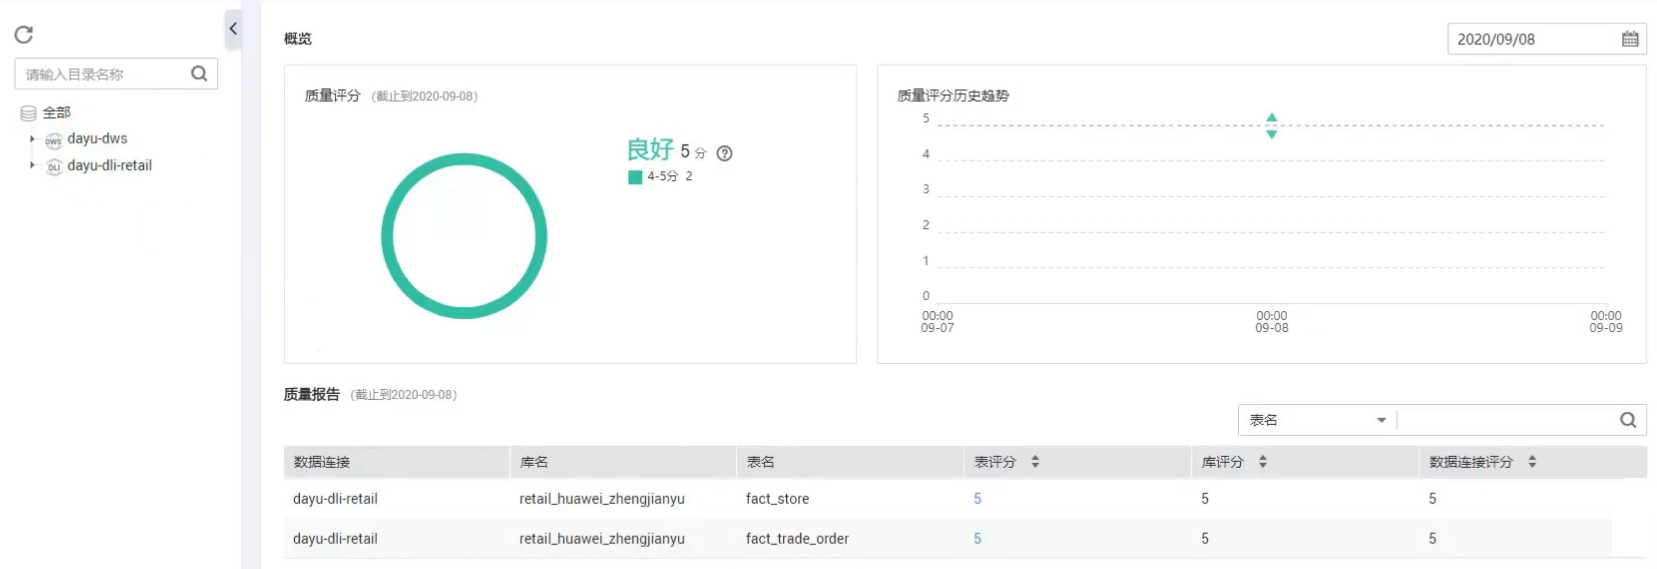 请输入目录名称
全部
DWS dayu-dws
DLI dayu-dli-retail
概览
2020/09/08
质量评分 (截止到2020-09-08)
良好 5 分 ?
4-5分 2
质量评分历史趋势
5
4
3
2
1
0
00:00 00:00 00:00
09-07 09-08 09-09
质量报告 (截止到2020-09-08)
表名
数据连接 库名 表名 表评分 库评分 数据连接评分
dayu-dli-retail retail_huawei_zhengjianyu fact_store 5 5 5
dayu-dli-retail retail_huawei_zhengjianyu fact_trade_order 5 5 5